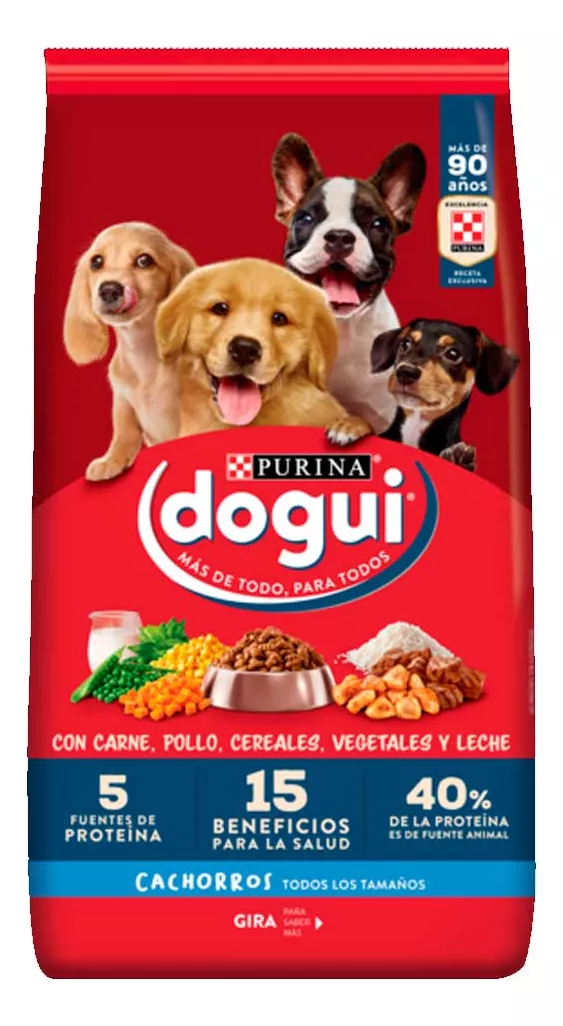 MÁS DE
90
años
EXCELENCIA
PURINA
RECETA
EXCLUSIVA
PURINA
dogui
MÁS DE TODO, PARA TODOS
CON CARNE, POLLO, CEREALES, VEGETALES Y LECHE
5
FUENTES DE
PROTEÍNA
15
BENEFICIOS
PARA LA SALUD
40%
DE LA PROTEÍNA
ES DE FUENTE ANIMAL
CACHORROS TODOS LOS TAMAÑOS
GIRA PARA
SABER
MÁS